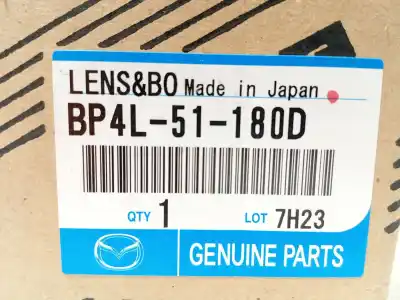 LENS&BO Made in Japan
BP4L-51-180D
QTY 1 LOT 7H23
GENUINE PARTS